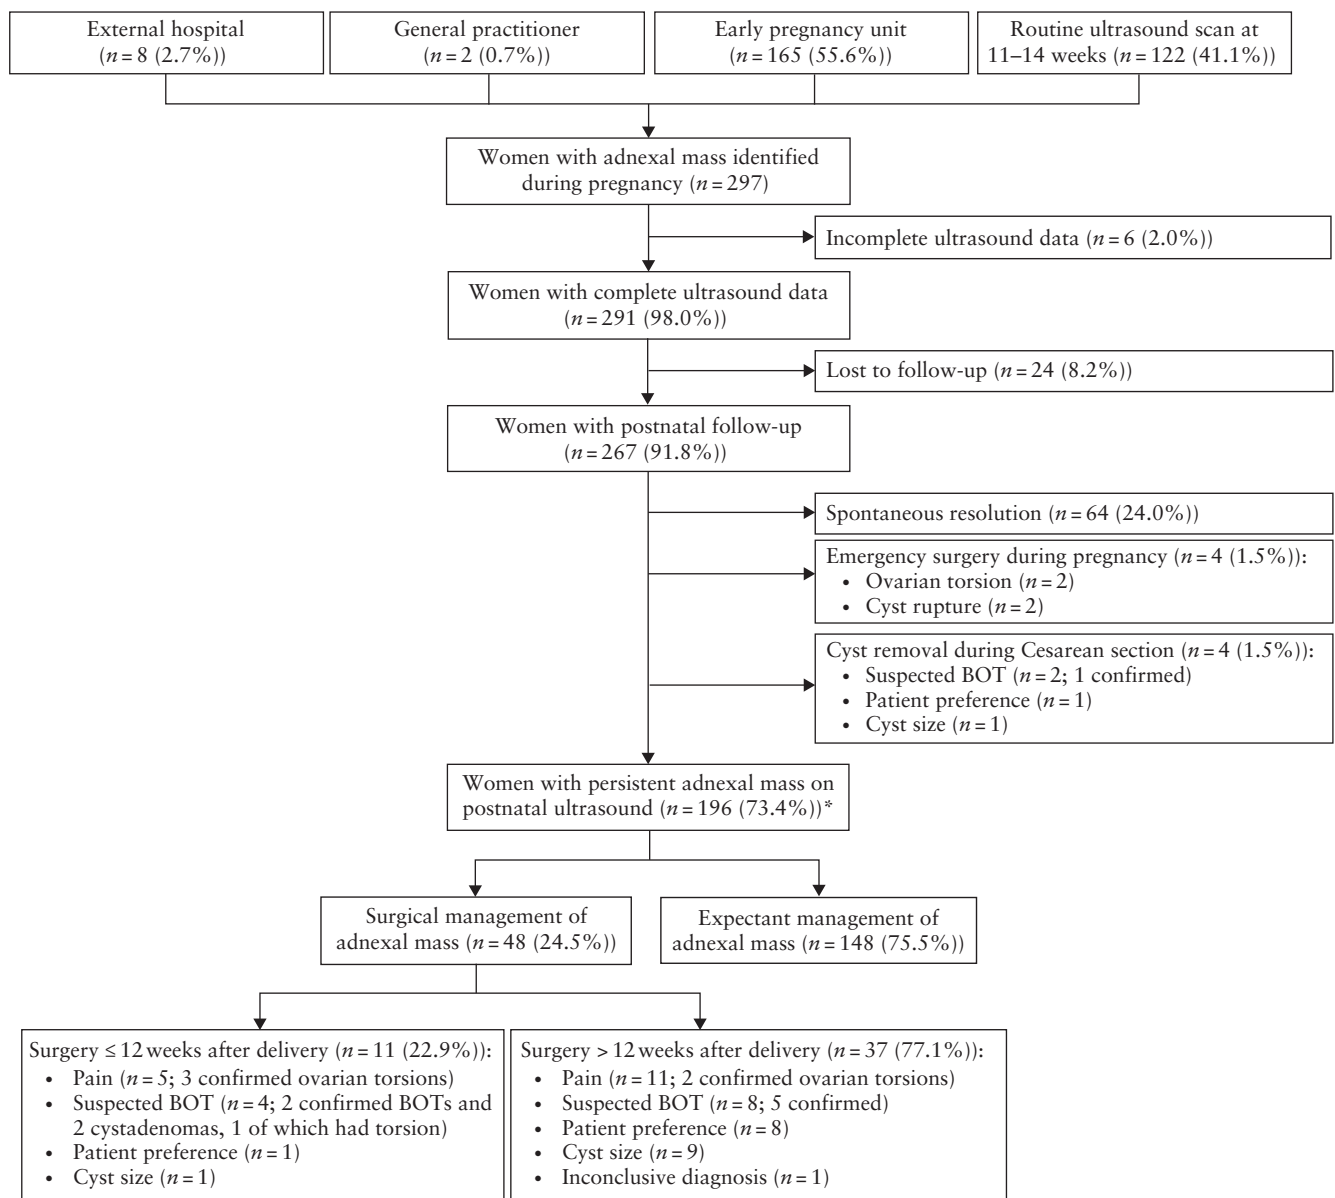 External hospital
(n = 8 (2.7%))
General practitioner
(n = 2 (0.7%))
Early pregnancy unit
(n = 165 (55.6%))
Routine ultrasound scan at
11–14 weeks (n = 122 (41.1%))
Women with adnexal mass identified
during pregnancy (n = 297)
Incomplete ultrasound data (n = 6 (2.0%))
Women with complete ultrasound data
(n = 291 (98.0%))
Lost to follow-up (n = 24 (8.2%))
Women with postnatal follow-up
(n = 267 (91.8%))
Spontaneous resolution (n = 64 (24.0%))
Emergency surgery during pregnancy (n = 4 (1.5%)):
• Ovarian torsion (n = 2)
• Cyst rupture (n = 2)
Cyst removal during Cesarean section (n = 4 (1.5%)):
• Suspected BOT (n = 2; 1 confirmed)
• Patient preference (n = 1)
• Cyst size (n = 1)
Women with persistent adnexal mass on
postnatal ultrasound (n = 196 (73.4%))*
Surgical management of
adnexal mass (n = 48 (24.5%))
Expectant management of
adnexal mass (n = 148 (75.5%))
Surgery ≤ 12 weeks after delivery (n = 11 (22.9%)):
• Pain (n = 5; 3 confirmed ovarian torsions)
• Suspected BOT (n = 4; 2 confirmed BOTs and
2 cystadenomas, 1 of which had torsion)
• Patient preference (n = 1)
• Cyst size (n = 1)
Surgery > 12 weeks after delivery (n = 37 (77.1%)):
• Pain (n = 11; 2 confirmed ovarian torsions)
• Suspected BOT (n = 8; 5 confirmed)
• Patient preference (n = 8)
• Cyst size (n = 9)
• Inconclusive diagnosis (n = 1)